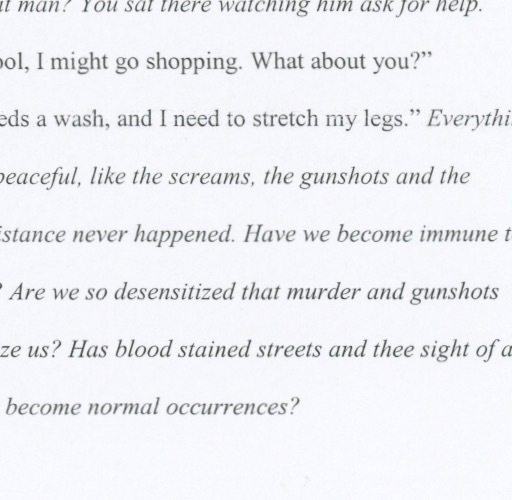 man? You sat there watching him ask for help.
ool, I might go shopping. What about you?”
eds a wash, and I need to stretch my legs.” Everythi
peaceful, like the screams, the gunshots and the
istance never happened. Have we become immune t
? Are we so desensitized that murder and gunshots
ze us? Has blood stained streets and thee sight of a
become normal occurrences?